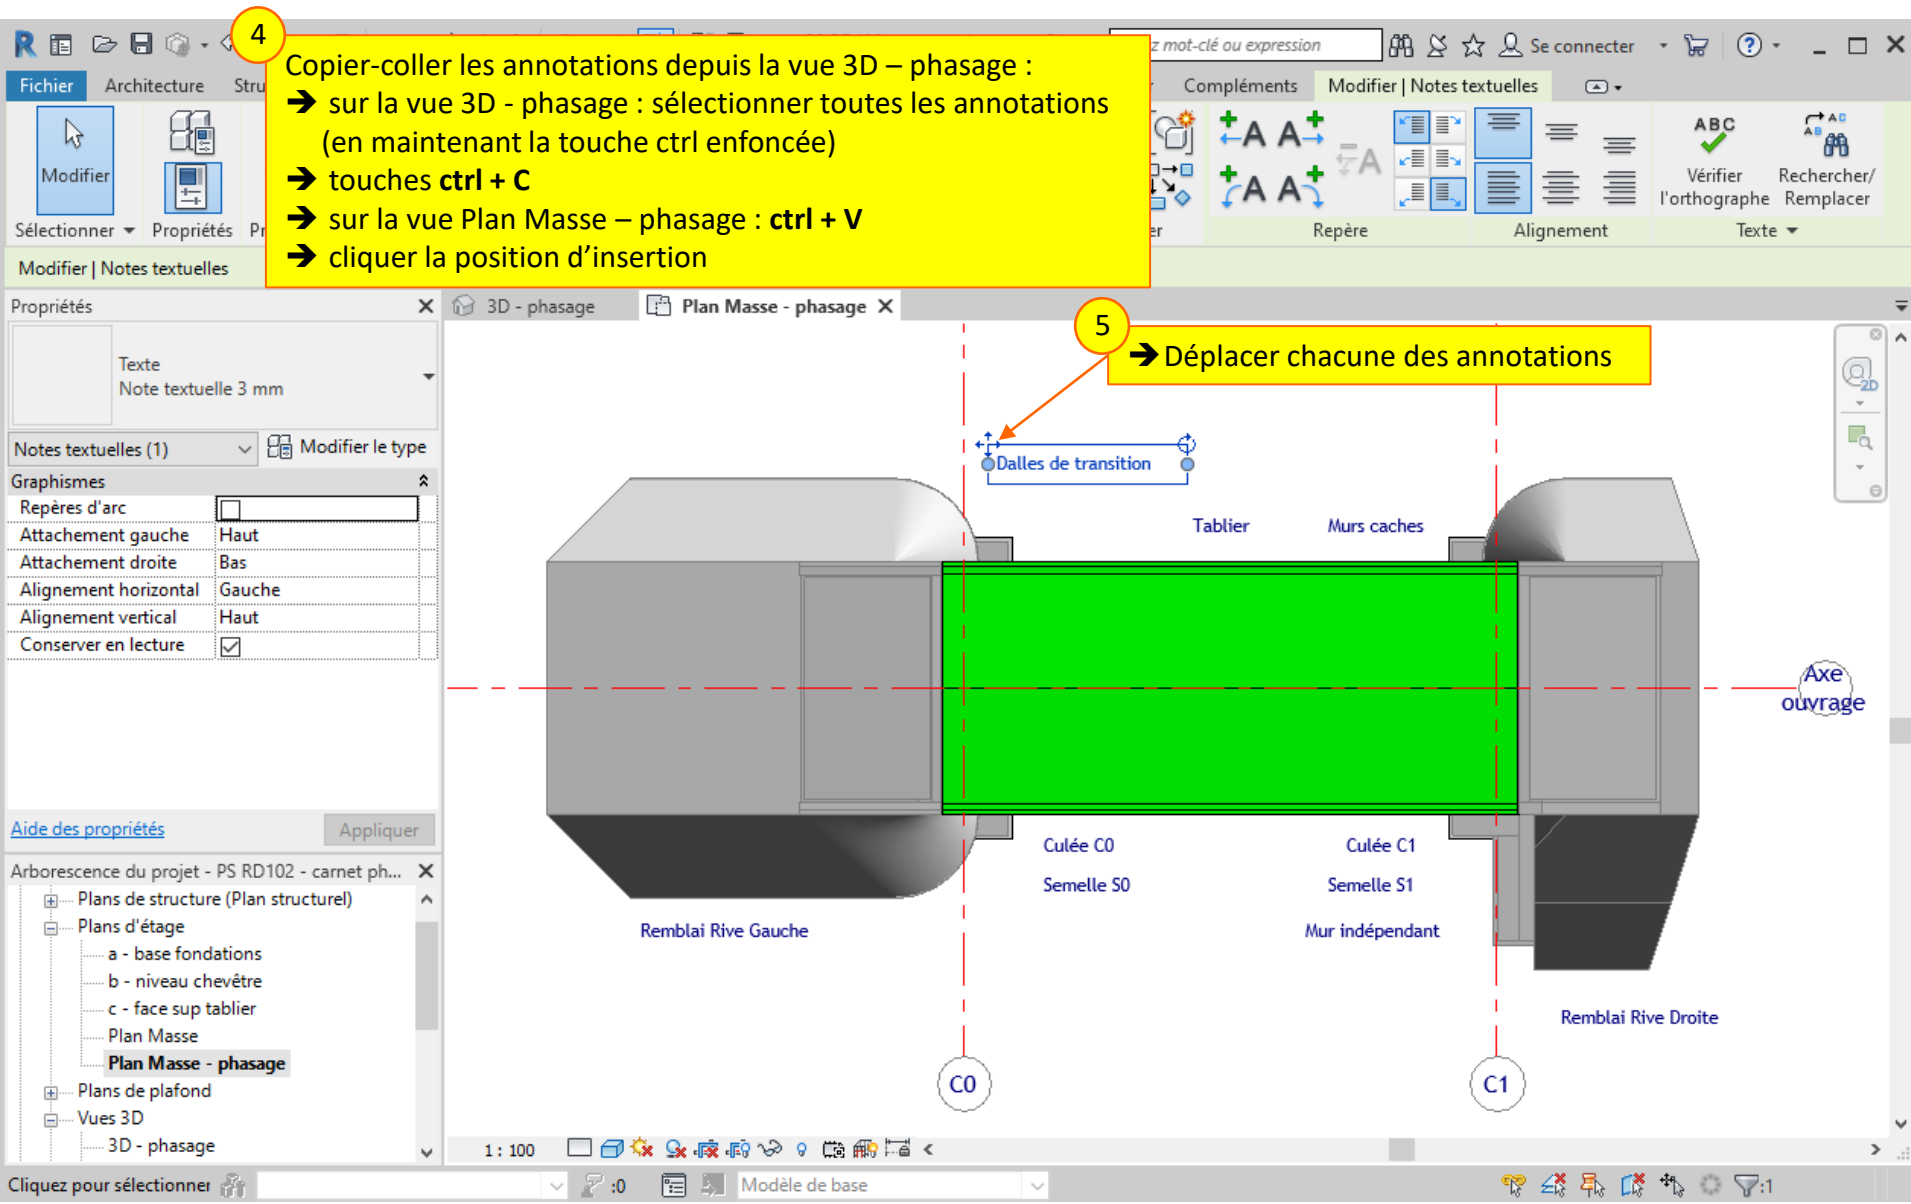 4
Copier-coller les annotations depuis la vue 3D – phasage :
➔ sur la vue 3D - phasage : sélectionner toutes les annotations
(en maintenant la touche ctrl enfoncée)
➔ touches ctrl + C
➔ sur la vue Plan Masse – phasage : ctrl + V
➔ cliquer la position d'insertion
mot-clé ou expression
Se connecter
Fichier Architecture
Compléments Modifier | Notes textuelles
Modifier
ABC
Vérifier l'orthographe
Rechercher/ Remplacer
Sélectionner Propriétés
Repère Alignement Texte
Modifier | Notes textuelles
Propriétés
3D - phasage
Plan Masse - phasage
5
➔ Déplacer chacune des annotations
2D
Texte
Note textuelle 3 mm
Notes textuelles (1) Modifier le type
Graphismes
Repères d'arc
Attachement gauche Haut
Attachement droite Bas
Alignement horizontal Gauche
Alignement vertical Haut
Conserver en lecture
Aide des propriétés Appliquer
Dalles de transition
Tablier Murs caches
Axe
ouvrage
Culée C0 Culée C1
Semelle S0 Semelle S1
Remblai Rive Gauche Mur indépendant
Remblai Rive Droite
C0 C1
Arborescence du projet - PS RD102 - carnet ph...
Plans de structure (Plan structurel)
Plans d'étage
a - base fondations
b - niveau chevêtre
c - face sup tablier
Plan Masse
Plan Masse - phasage
Plans de plafond
Vues 3D
3D - phasage
1 : 100
Cliquez pour sélectionner
:0
Modèle de base
:1